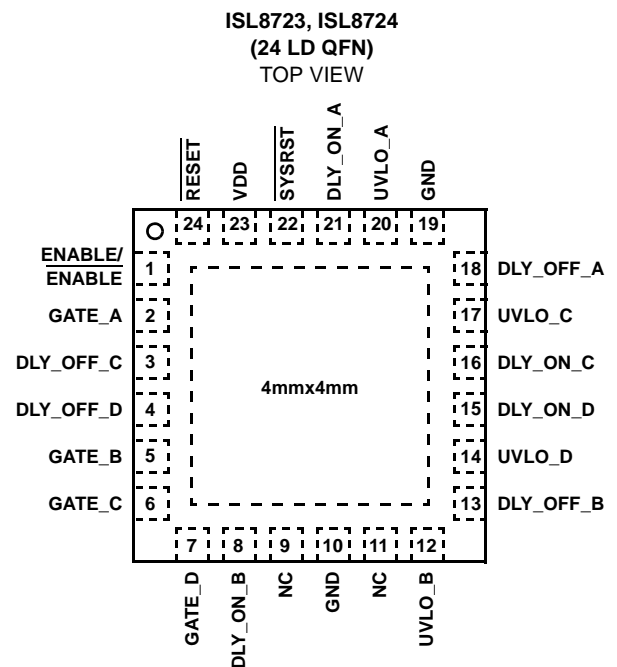 ISL8723, ISL8724
(24 LD QFN)
TOP VIEW
RESET
VDD
SYSRST
DLY_ON_A
UVLO_A
GND
24 23 22 21 20 19
ENABLE/
ENABLE
1
GATE_A 2
DLY_OFF_C 3
DLY_OFF_D 4
GATE_B 5
GATE_C 6
4mmx4mm
18 DLY_OFF_A
17 UVLO_C
16 DLY_ON_C
15 DLY_ON_D
14 UVLO_D
13 DLY_OFF_B
7 8 9 10 11 12
GATE_D
DLY_ON_B
NC
GND
NC
UVLO_B